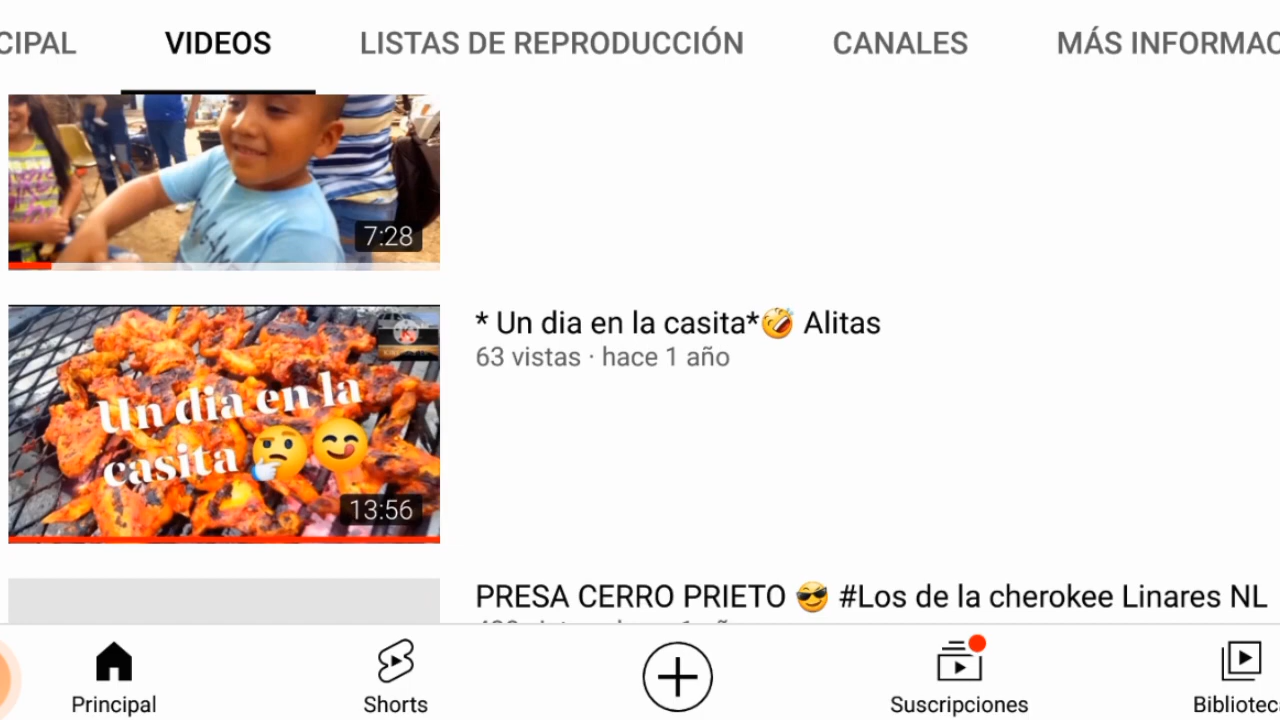 CIPAL VIDEOS LISTAS DE REPRODUCCIÓN CANALES MÁS INFORMAC
7:28
* Un dia en la casita*🤣 Alitas
63 vistas · hace 1 año
Un dia en la
casita 🤔😋
13:56
PRESA CERRO PRIETO 😎 #Los de la cherokee Linares NL
Principal Shorts Suscripciones Bibliotec